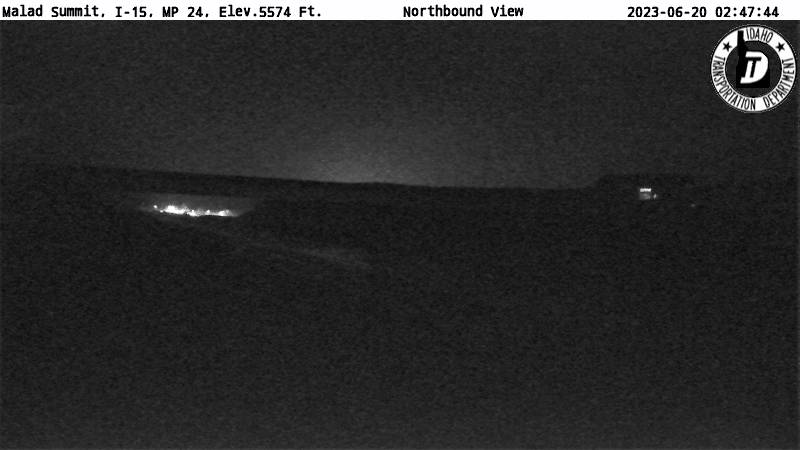 Malad Summit, I-15, MP 24, Elev.5574 Ft. Northbound View 2023-06-20 02:47:44
IDAHO
TRANSPORTATION DEPARTMENT